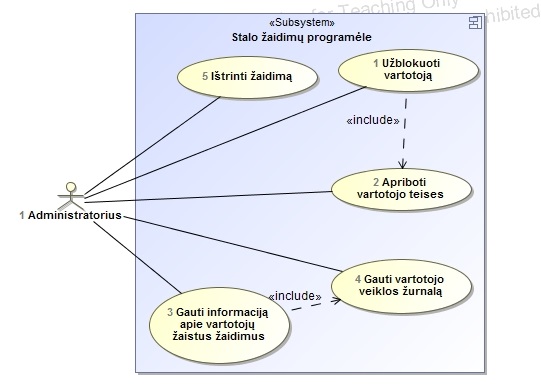 for Teaching Only
hibited
«Subsystem»
Stalo žaidimų programėle
5 Ištrinti žaidimą
1 Užblokuoti
vartotoją
«include»
2 Apriboti
vartotojo teises
1 Administratorius
4 Gauti vartotojo
veiklos žurnalą
«include»
3 Gauti informaciją
apie vartotojų
žaistus žaidimus